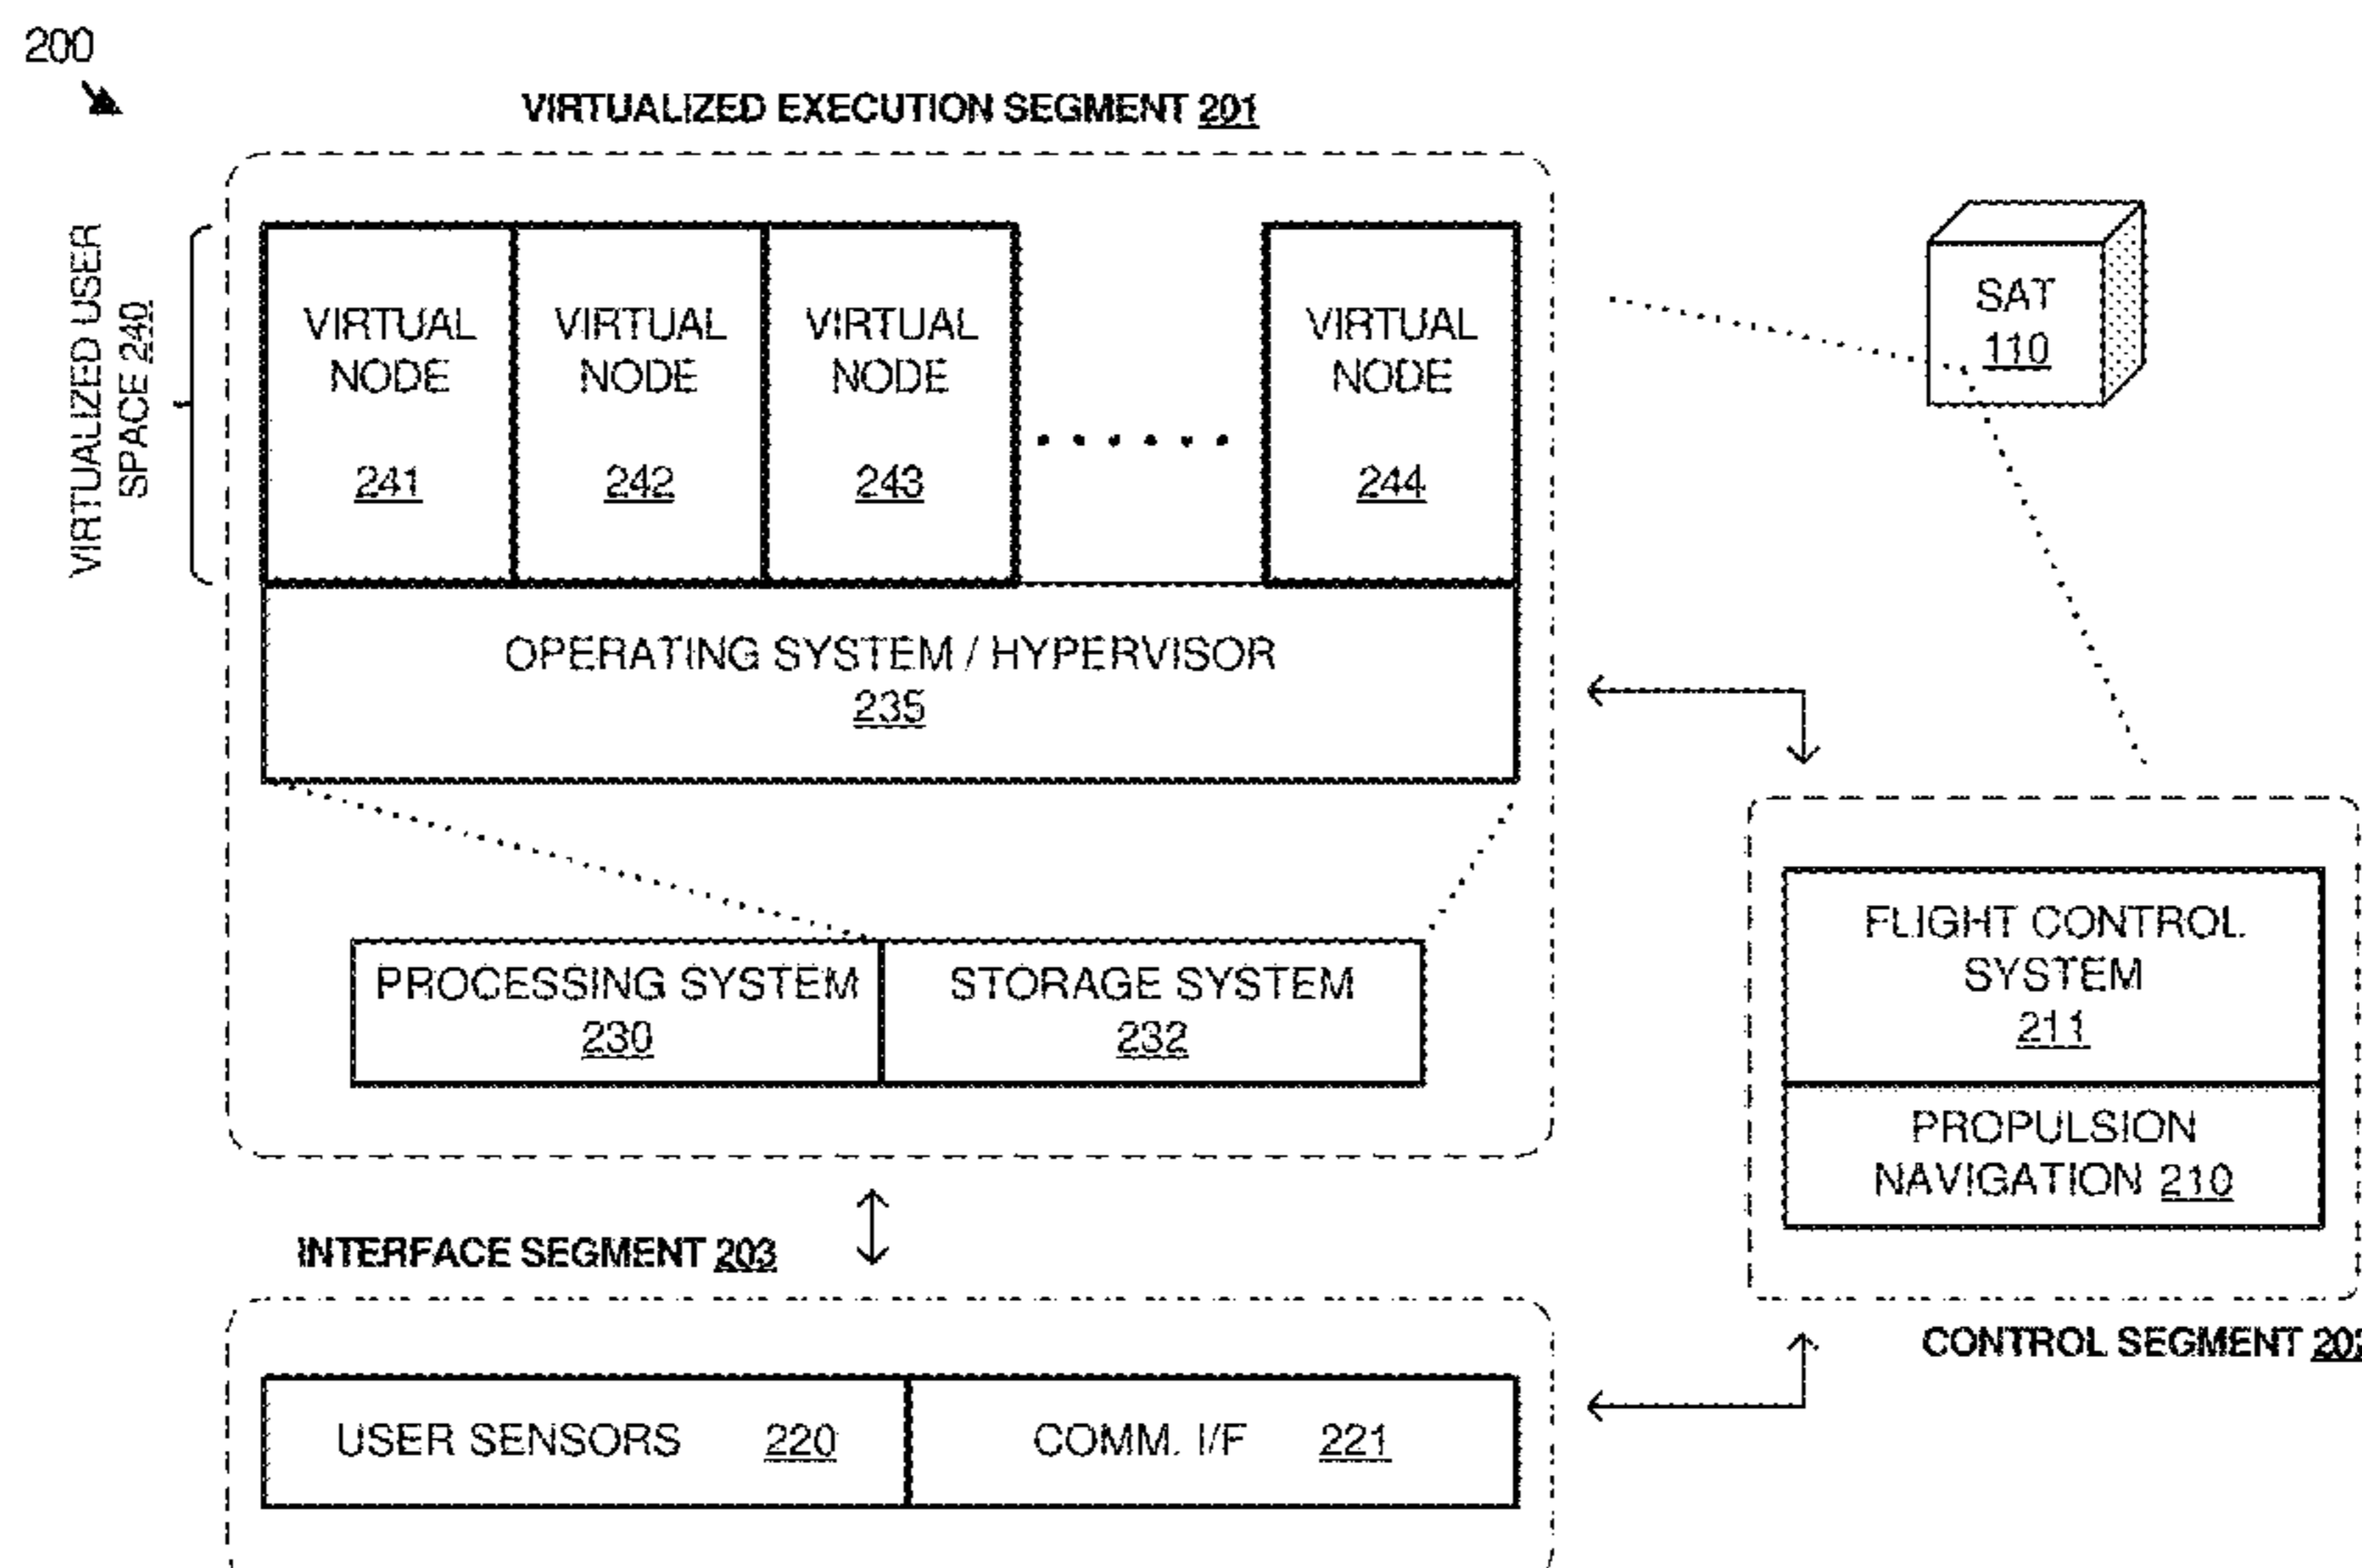 200
VIRTUALIZED EXECUTION SEGMENT 201
VIRTUALIZED USER
SPACE 240
VIRTUAL
NODE
241
VIRTUAL
NODE
242
VIRTUAL
NODE
243
VIRTUAL
NODE
244
SAT
110
OPERATING SYSTEM / HYPERVISOR
235
PROCESSING SYSTEM
230
STORAGE SYSTEM
232
FLIGHT CONTROL
SYSTEM
211
PROPULSION
NAVIGATION 210
INTERFACE SEGMENT 203
CONTROL SEGMENT 202
USER SENSORS 220
COMM. I/F 221